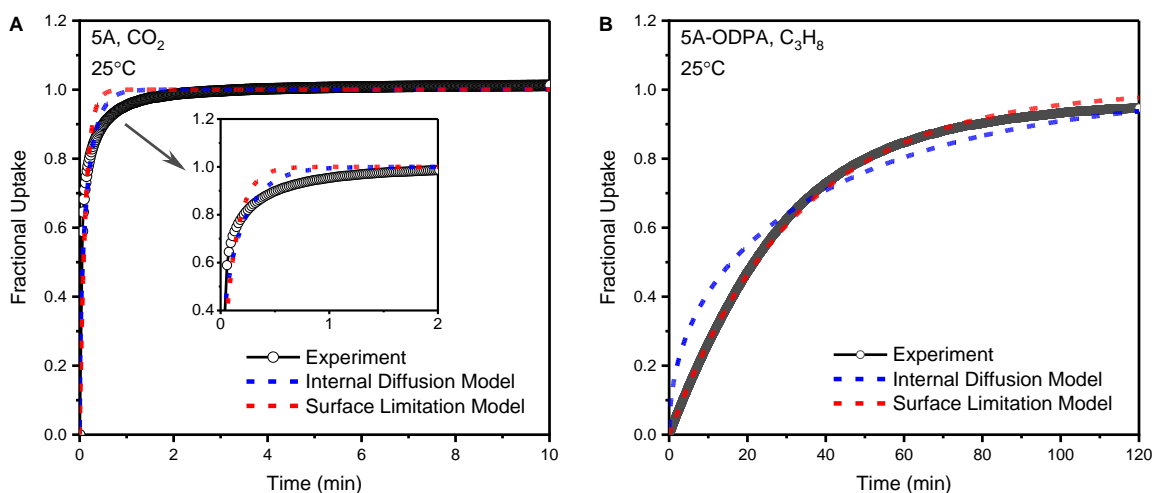 A
5A, CO₂
25°C
Fractional Uptake
1.2
1.0
0.8
0.6
0.4
0.2
0.0
1.2
1.0
0.8
0.6
0.4
0 1 2
Experiment
Internal Diffusion Model
Surface Limitation Model
0 2 4 6 8 10
Time (min)
B
5A-ODPA, C₃H₈
25°C
Fractional Uptake
1.2
1.0
0.8
0.6
0.4
0.2
0.0
Experiment
Internal Diffusion Model
Surface Limitation Model
0 20 40 60 80 100 120
Time (min)